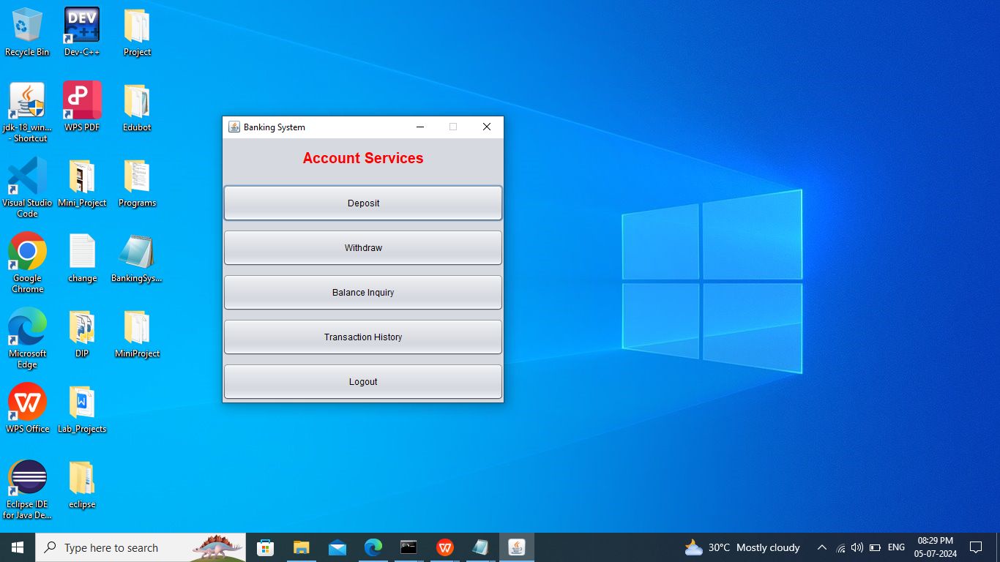 Recycle Bin
DEV
C++
Dev-C++
Project
jdk-18_win...
- Shortcut
WPS PDF
Edubot
Visual Studio
Code
Mini_Project
Programs
Google
Chrome
change
BankingSys...
Microsoft
Edge
DIP
MiniProject
WPS Office
Lab_Projects
Eclipse IDE
for Java De...
eclipse
Banking System
Account Services
Deposit
Withdraw
Balance Inquiry
Transaction History
Logout
Type here to search
30°C Mostly cloudy
ENG
08:29 PM
05-07-2024